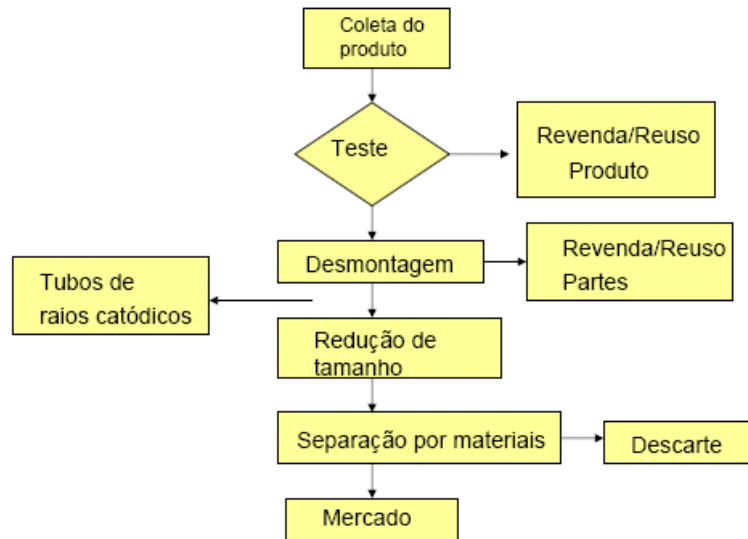 Coleta do
produto
Teste
Revenda/Reuso
Produto
Desmontagem
Revenda/Reuso
Partes
Tubos de
raios catódicos
Redução de
tamanho
Separação por materiais
Descarte
Mercado